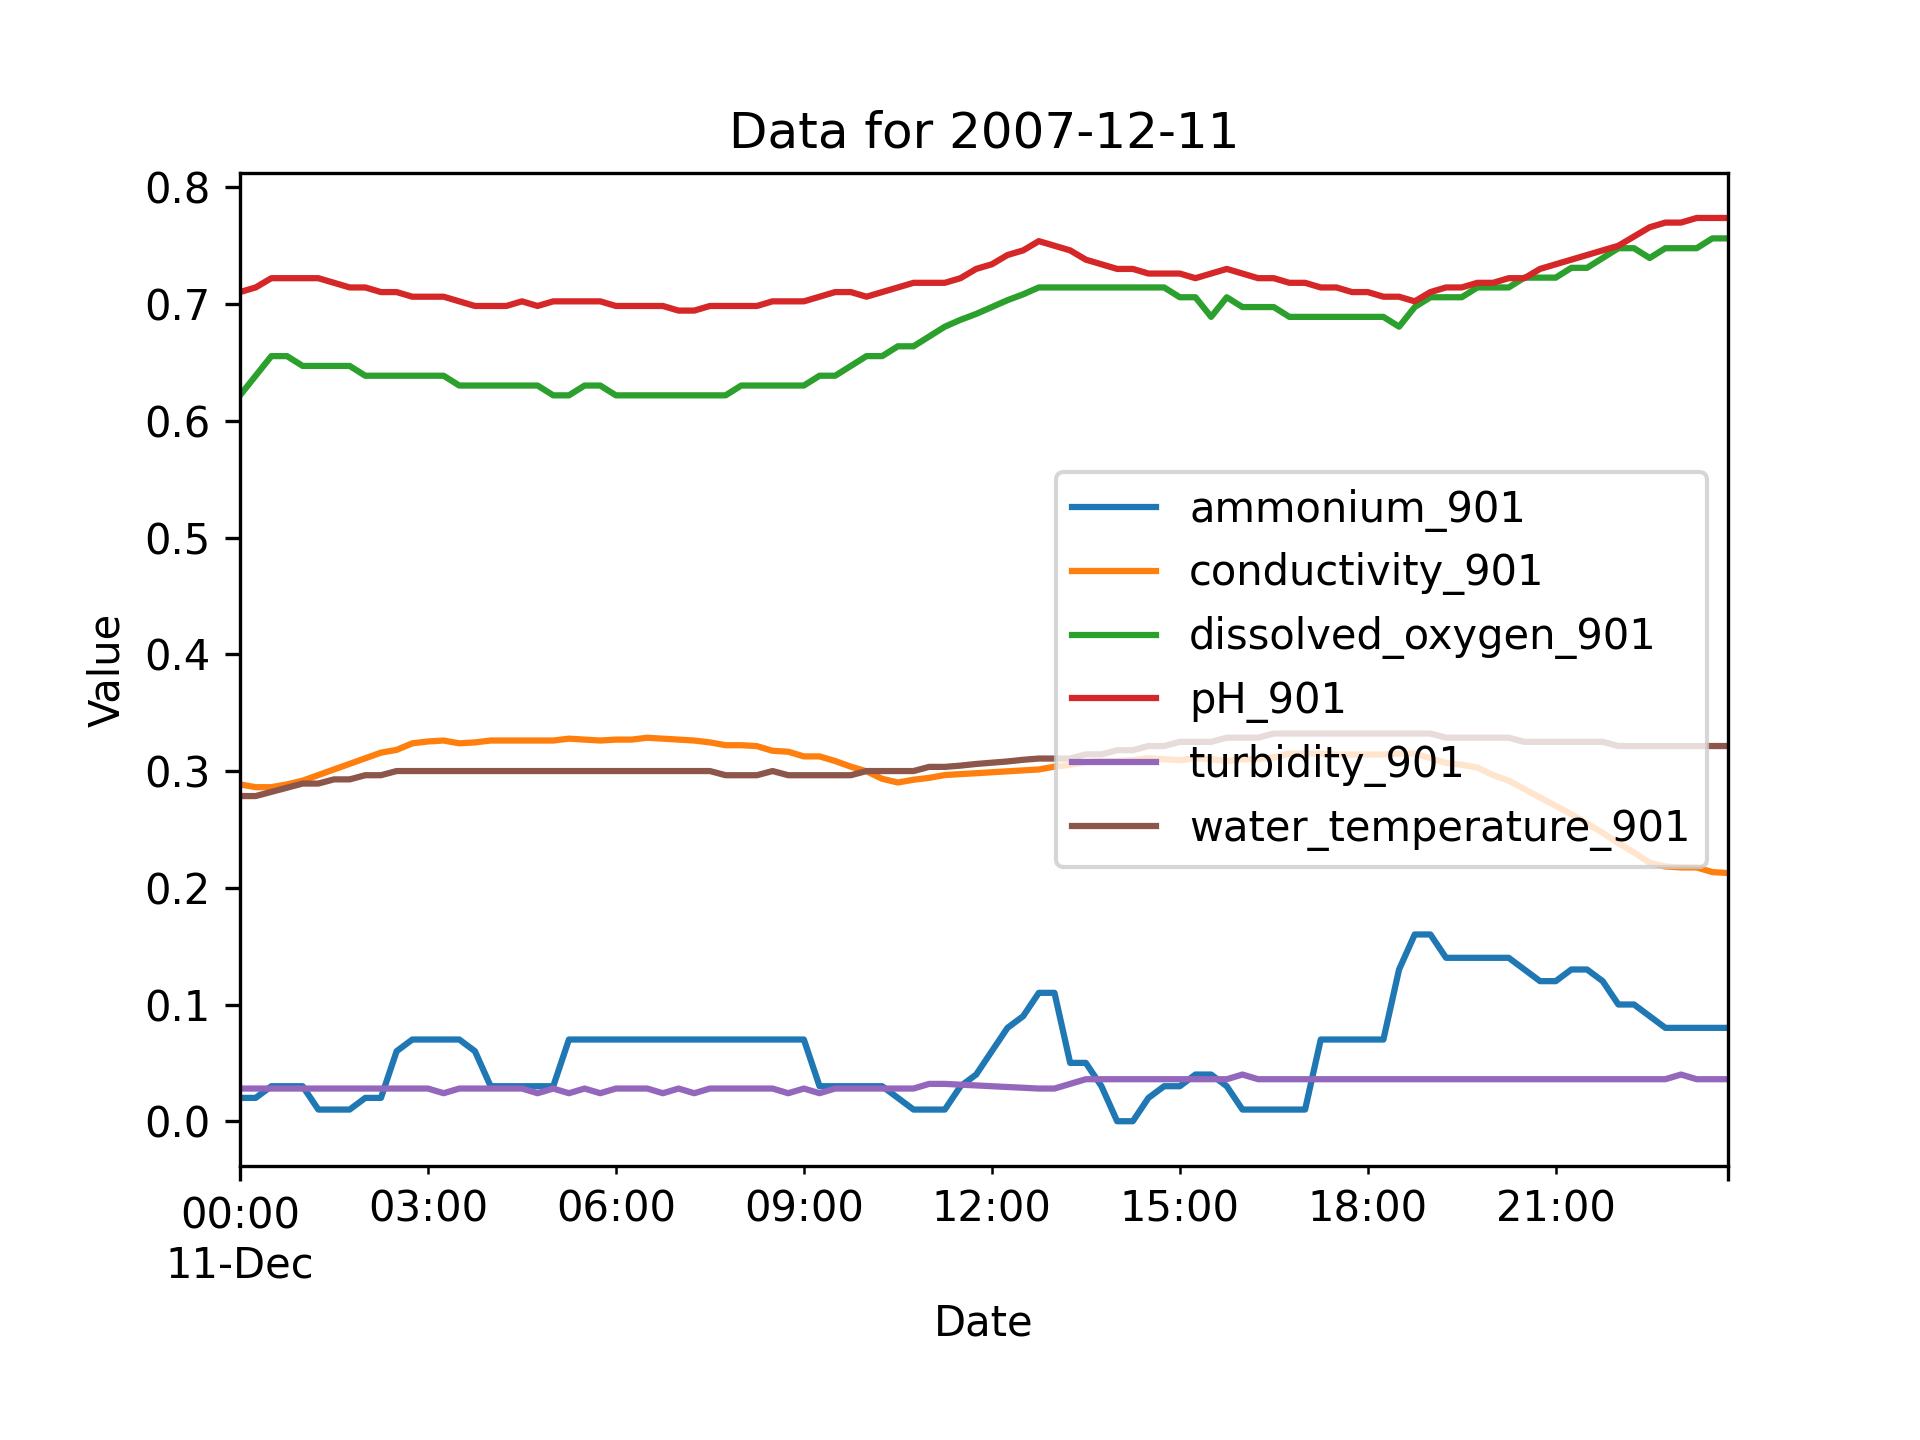 Data for 2007-12-11
0.8
0.7
0.6
0.5
0.4
0.3
0.2
0.1
0.0
Value
ammonium_901
conductivity_901
dissolved_oxygen_901
pH_901
turbidity_901
water_temperature_901
00:00 03:00 06:00 09:00 12:00 15:00 18:00 21:00
11-Dec
Date